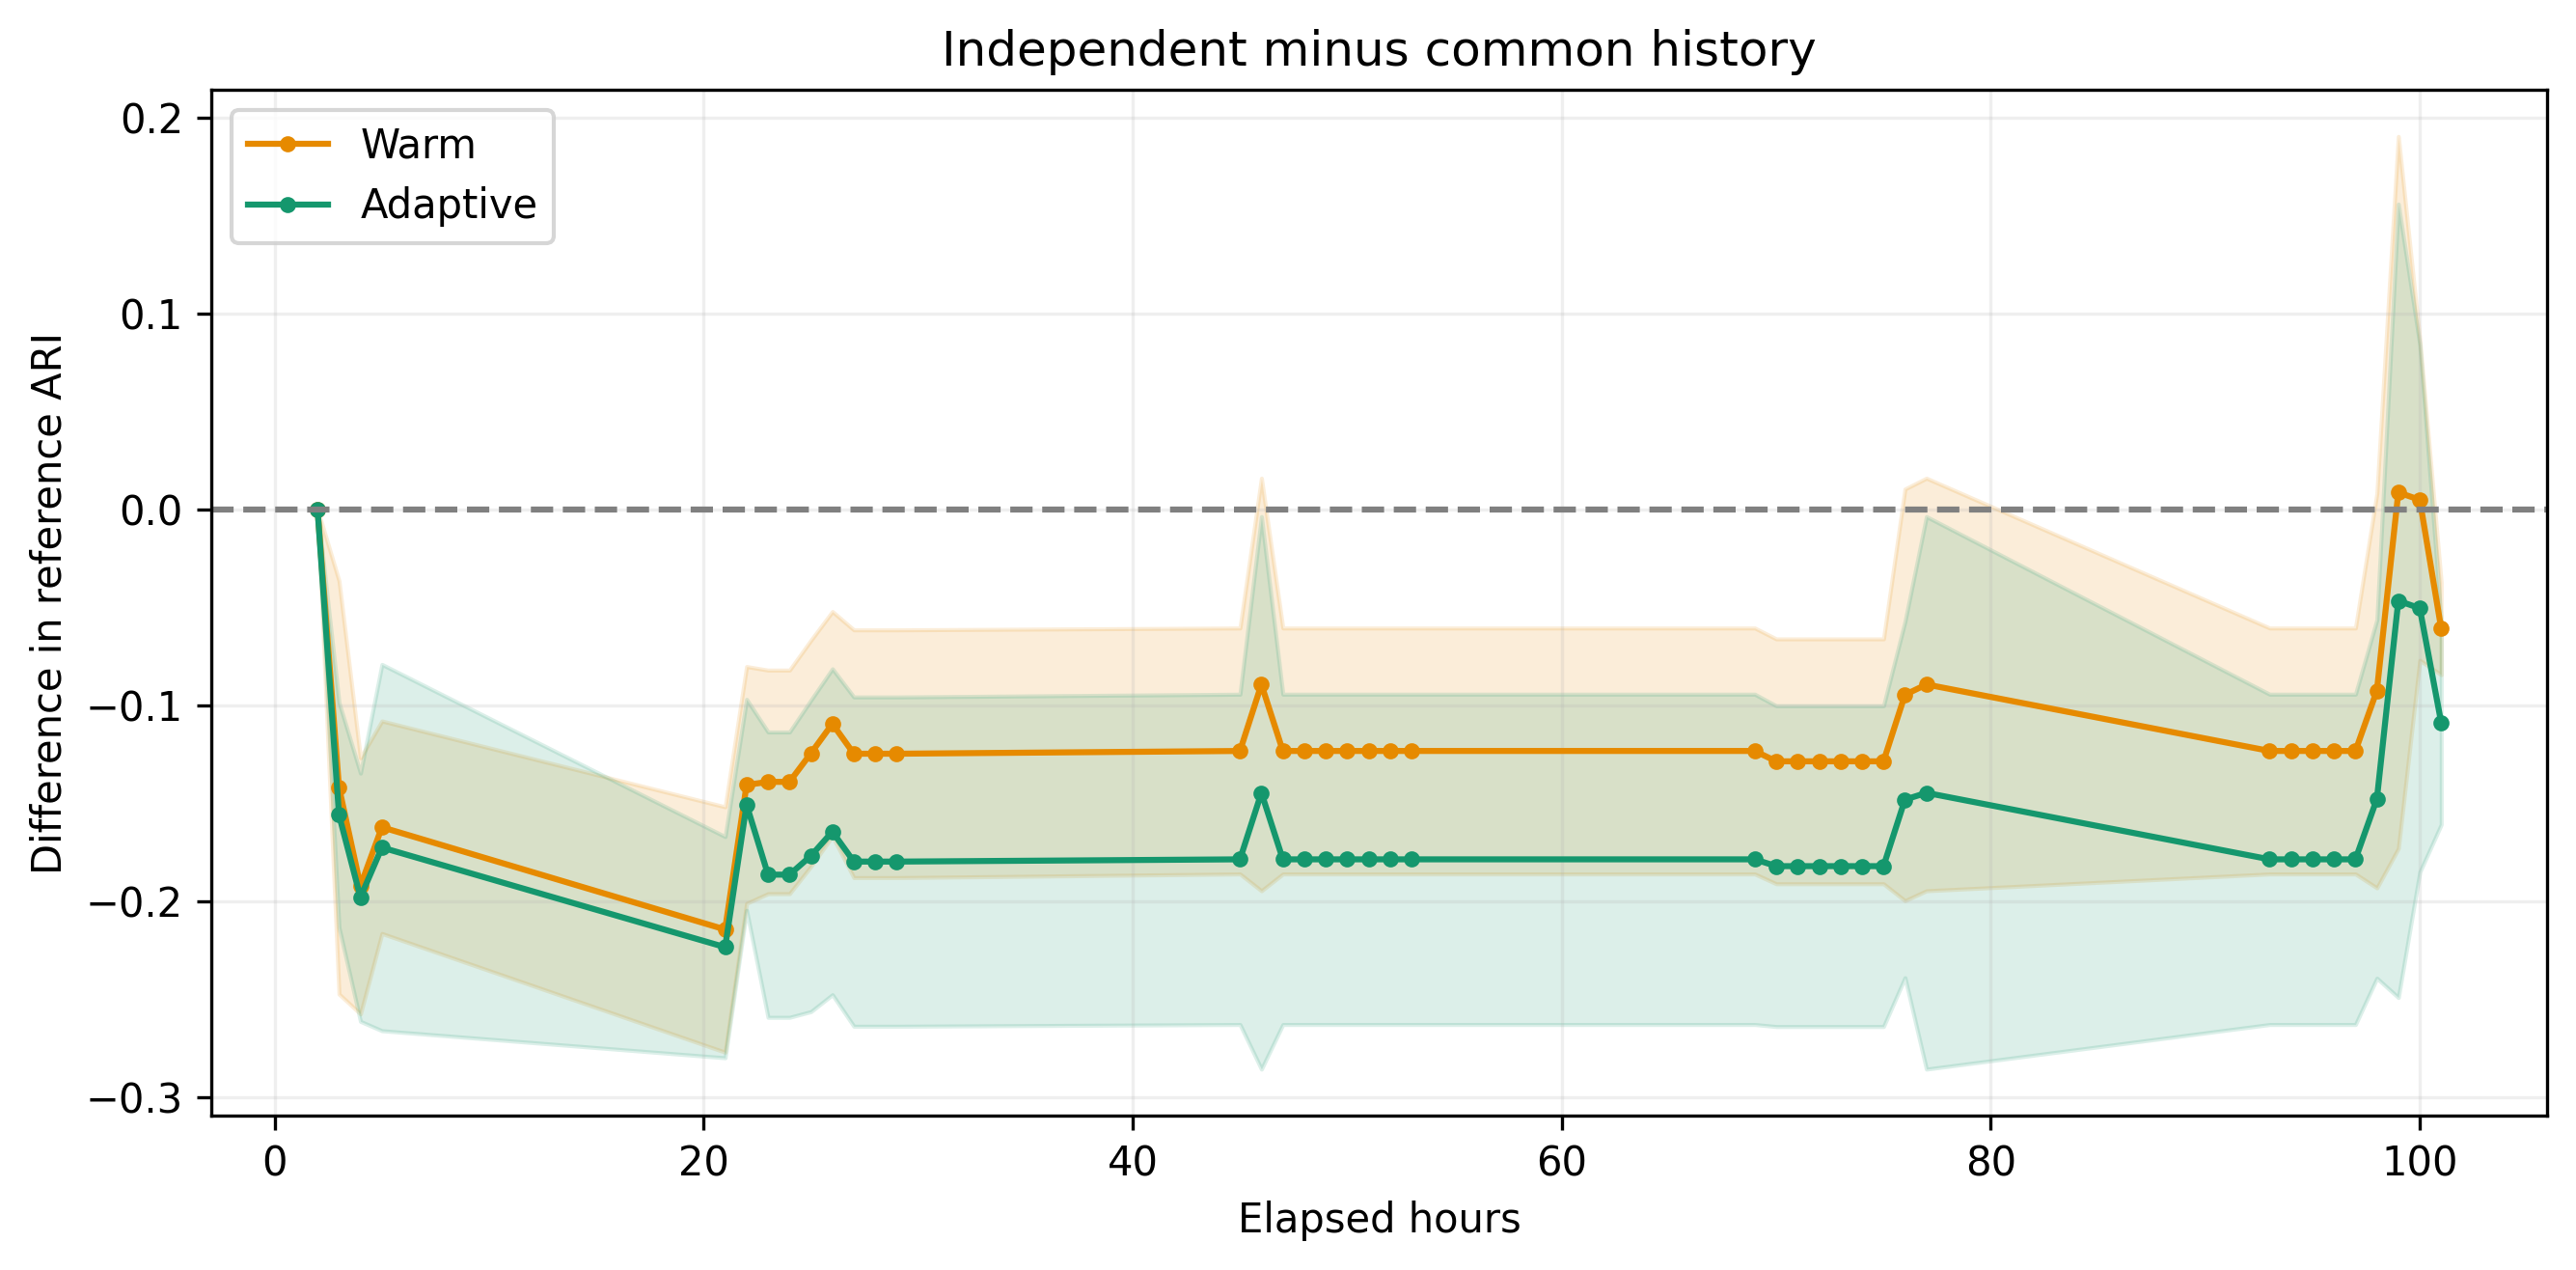 Independent minus common history
Warm
Adaptive
Difference in reference ARI
0.2
0.1
0.0
−0.1
−0.2
−0.3
0 20 40 60 80 100
Elapsed hours